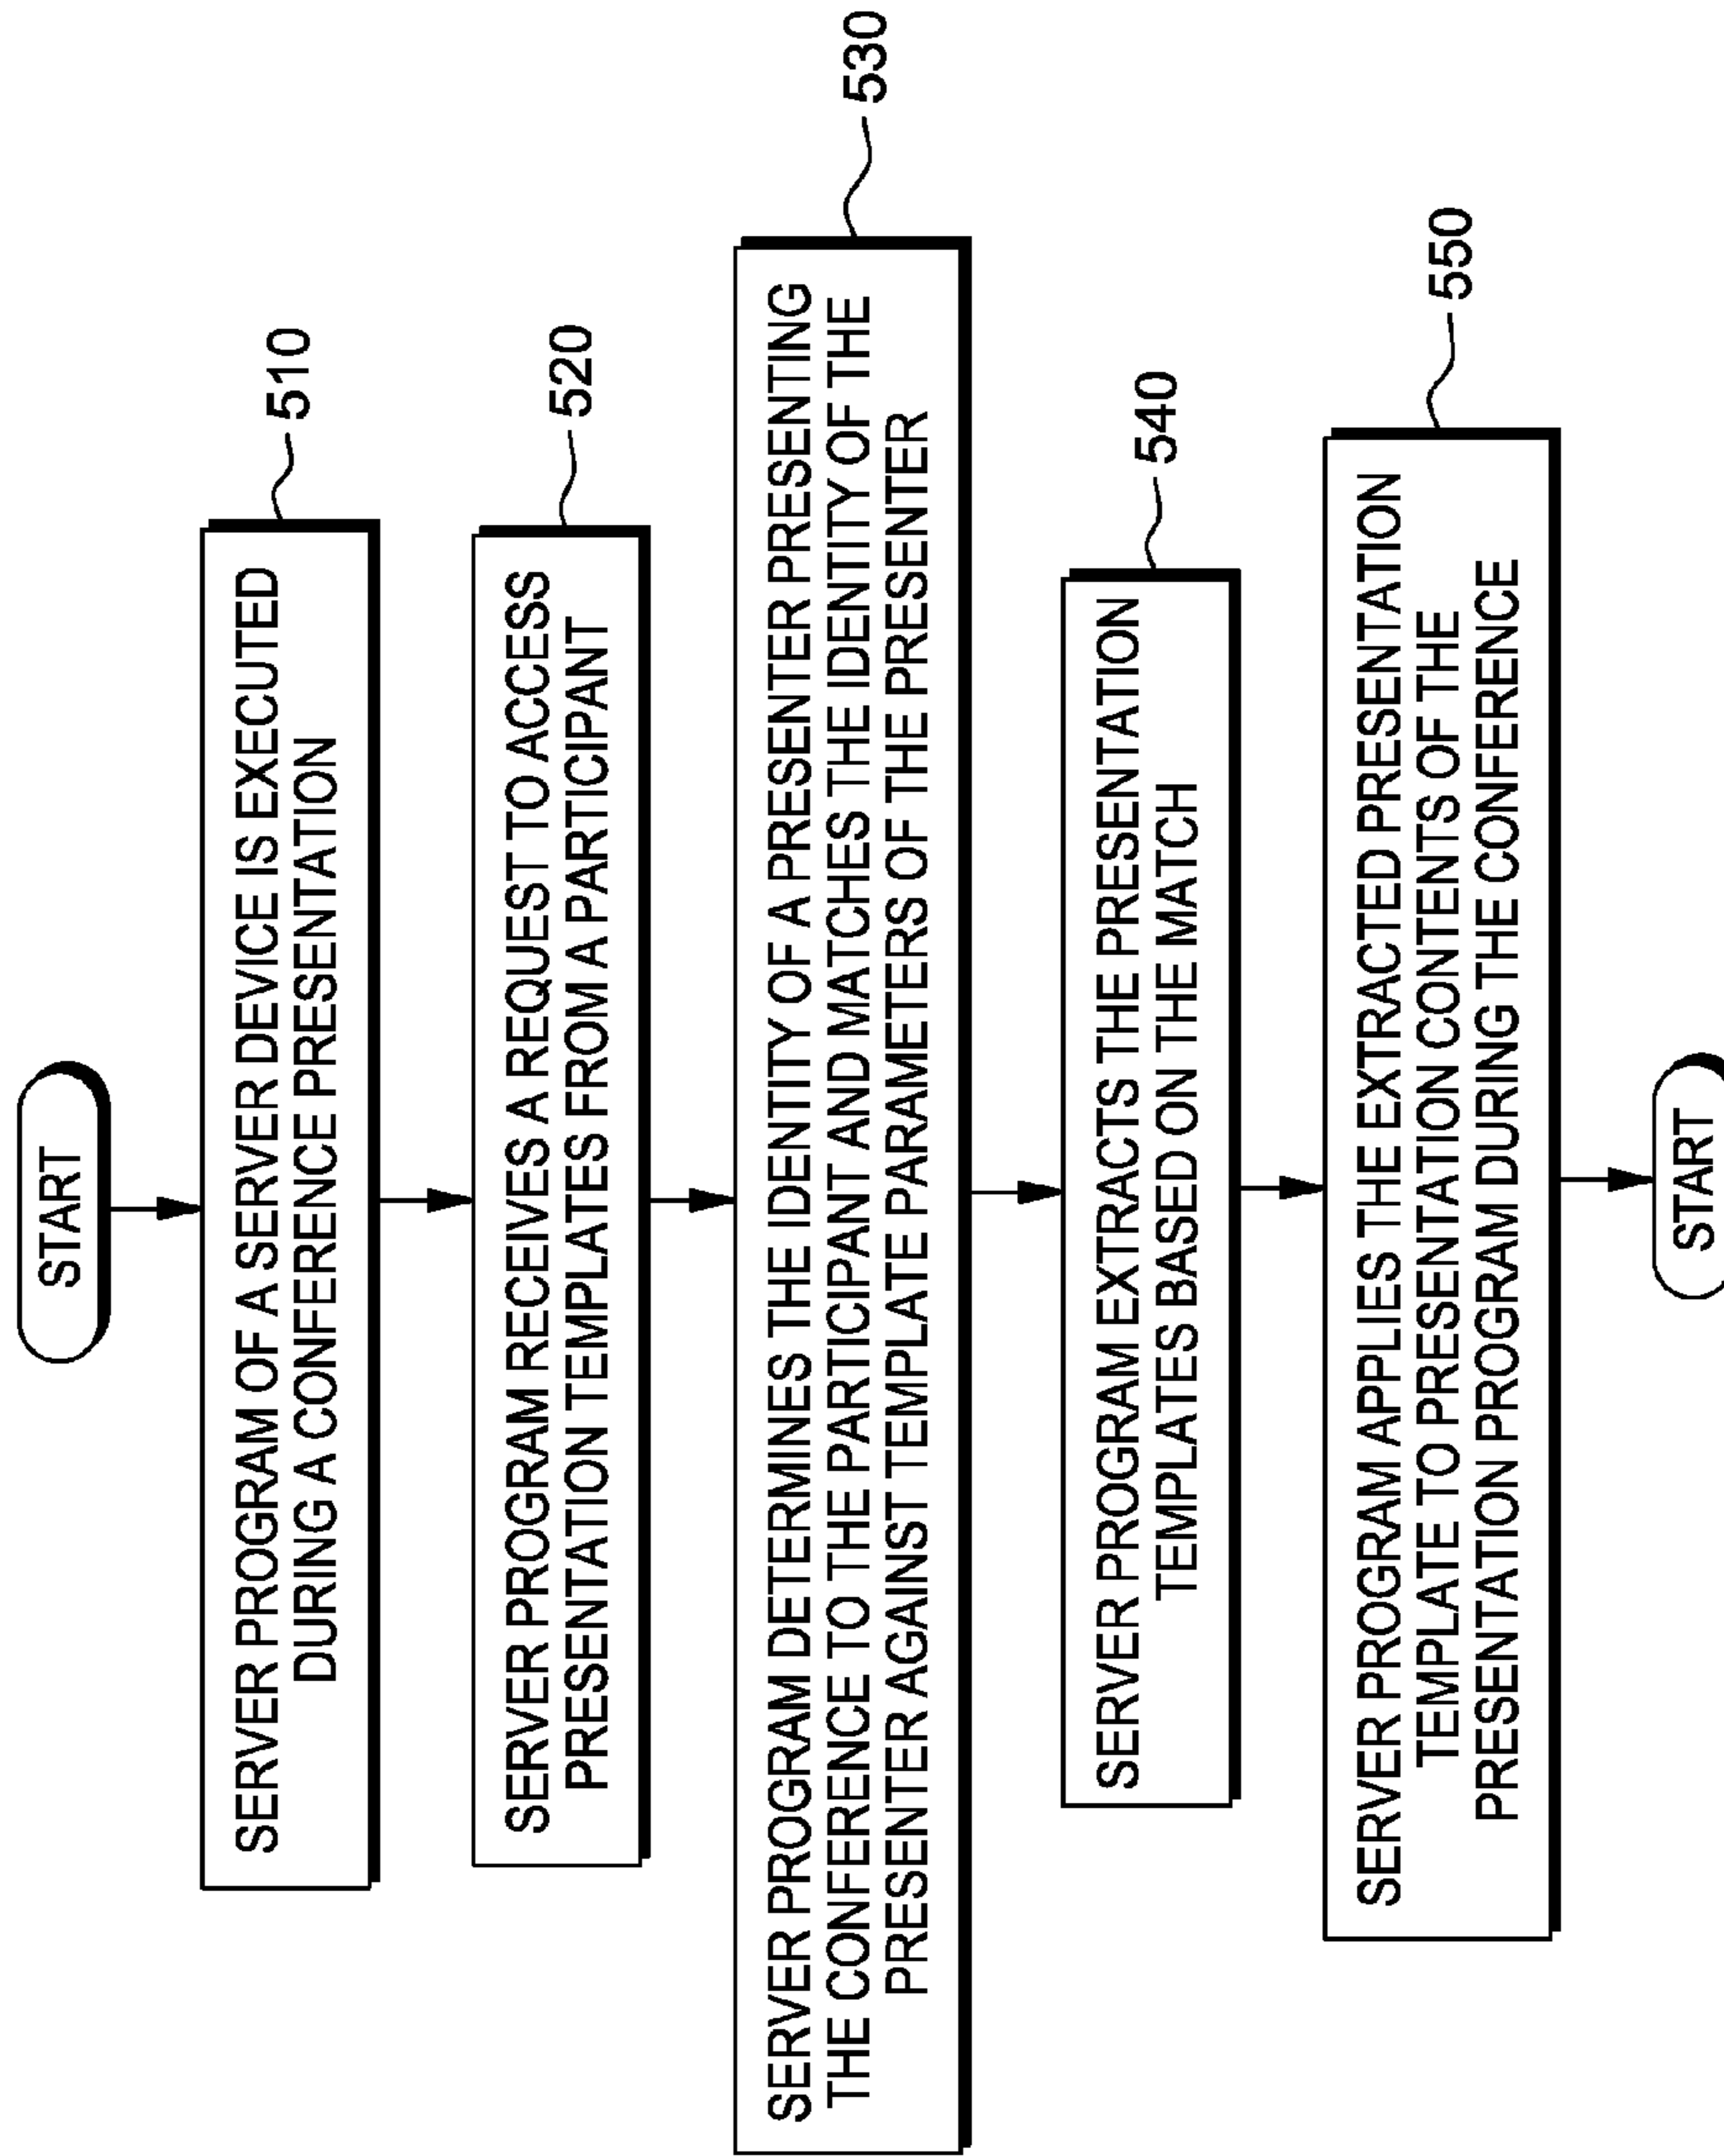 START
SERVER PROGRAM OF A SERVER DEVICE IS EXECUTED
DURING A CONFERENCE PRESENTATION
510
SERVER PROGRAM RECEIVES A REQUEST TO ACCESS
PRESENTATION TEMPLATES FROM A PARTICIPANT
520
SERVER PROGRAM DETERMINES THE IDENTITY OF A PRESENTER PRESENTING
THE CONFERENCE TO THE PARTICIPANT AND MATCHES THE IDENTITY OF THE
PRESENTER AGAINST TEMPLATE PARAMETERS OF THE PRESENTER
530
SERVER PROGRAM EXTRACTS THE PRESENTATION
TEMPLATES BASED ON THE MATCH
540
SERVER PROGRAM APPLIES THE EXTRACTED PRESENTATION
TEMPLATE TO PRESENTATION CONTENTS OF THE
PRESENTATION PROGRAM DURING THE CONFERENCE
550
START